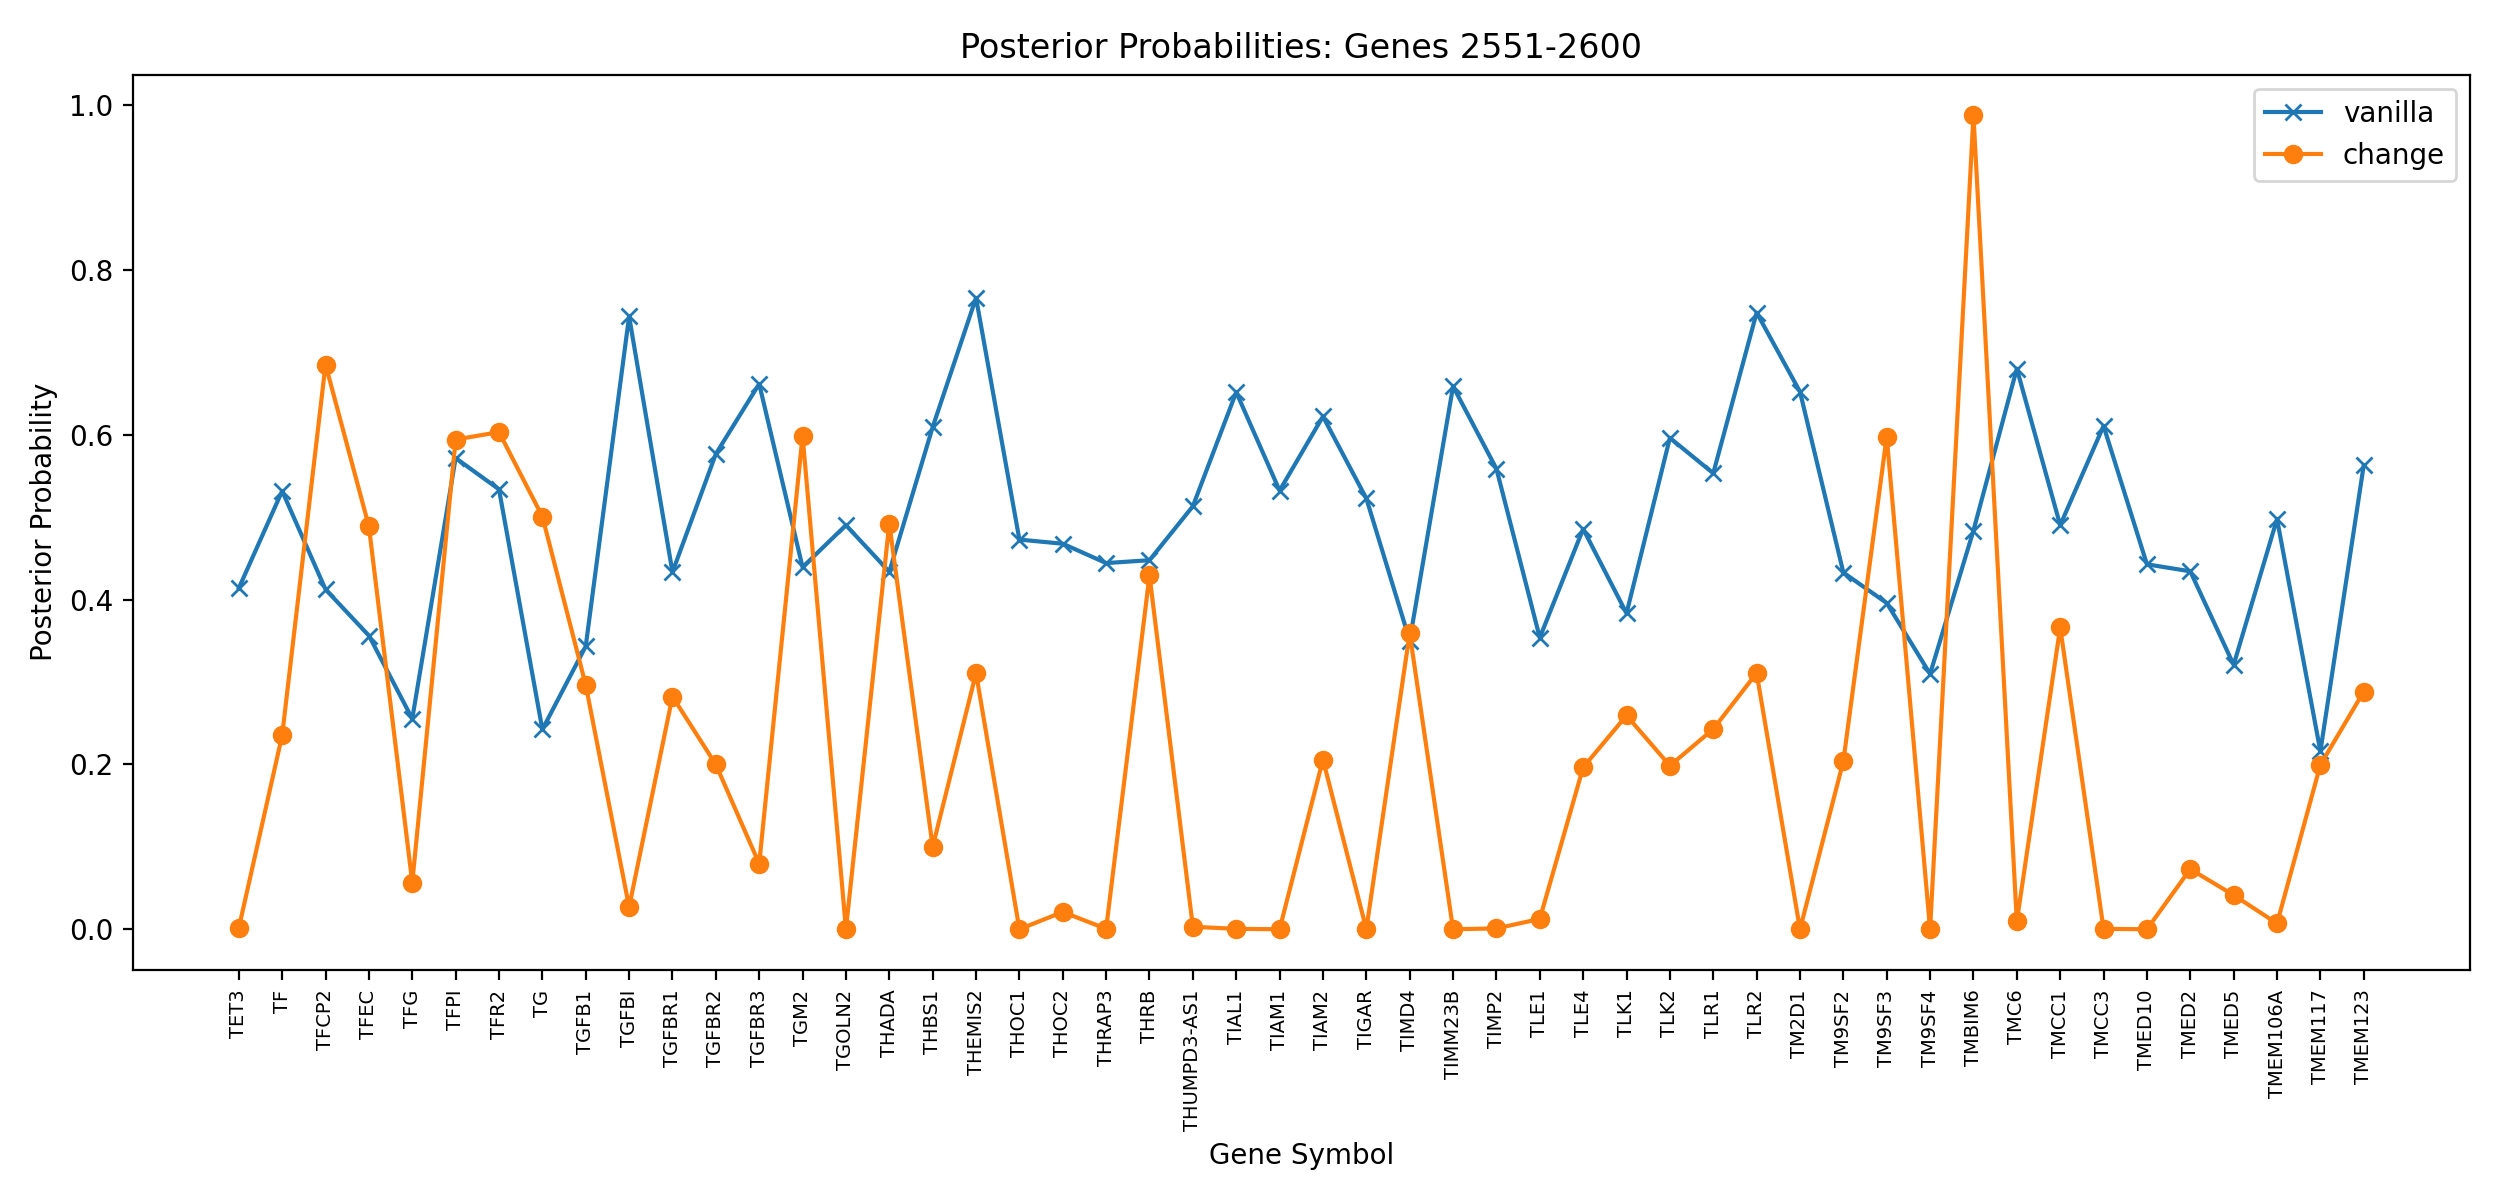 Posterior Probabilities: Genes 2551-2600
1.0
0.8
0.6
0.4
0.2
0.0
Posterior Probability
vanilla
change
TET3
TF
TFCP2
TFEC
TFG
TFPI
TFR2
TG
TGFB1
TGFBI
TGFBR1
TGFBR2
TGFBR3
TGM2
TGOLN2
THADA
THBS1
THEMIS2
THOC1
THOC2
THRAP3
THRB
THUMPD3-AS1
TIAL1
TIAM1
TIAM2
TIGAR
TIMD4
TIMM23B
TIMP2
TLE1
TLE4
TLK1
TLK2
TLR1
TLR2
TM2D1
TM9SF2
TM9SF3
TM9SF4
TMBIM6
TMC6
TMCC1
TMCC3
TMED10
TMED2
TMED5
TMEM106A
TMEM117
TMEM123
Gene Symbol